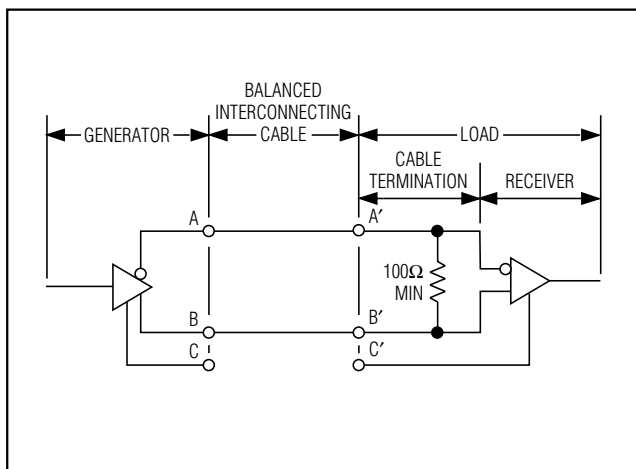 BALANCED
INTERCONNECTING
CABLE
GENERATOR
LOAD
CABLE
TERMINATION
RECEIVER
A
A′
100Ω
MIN
B
B′
C
C′